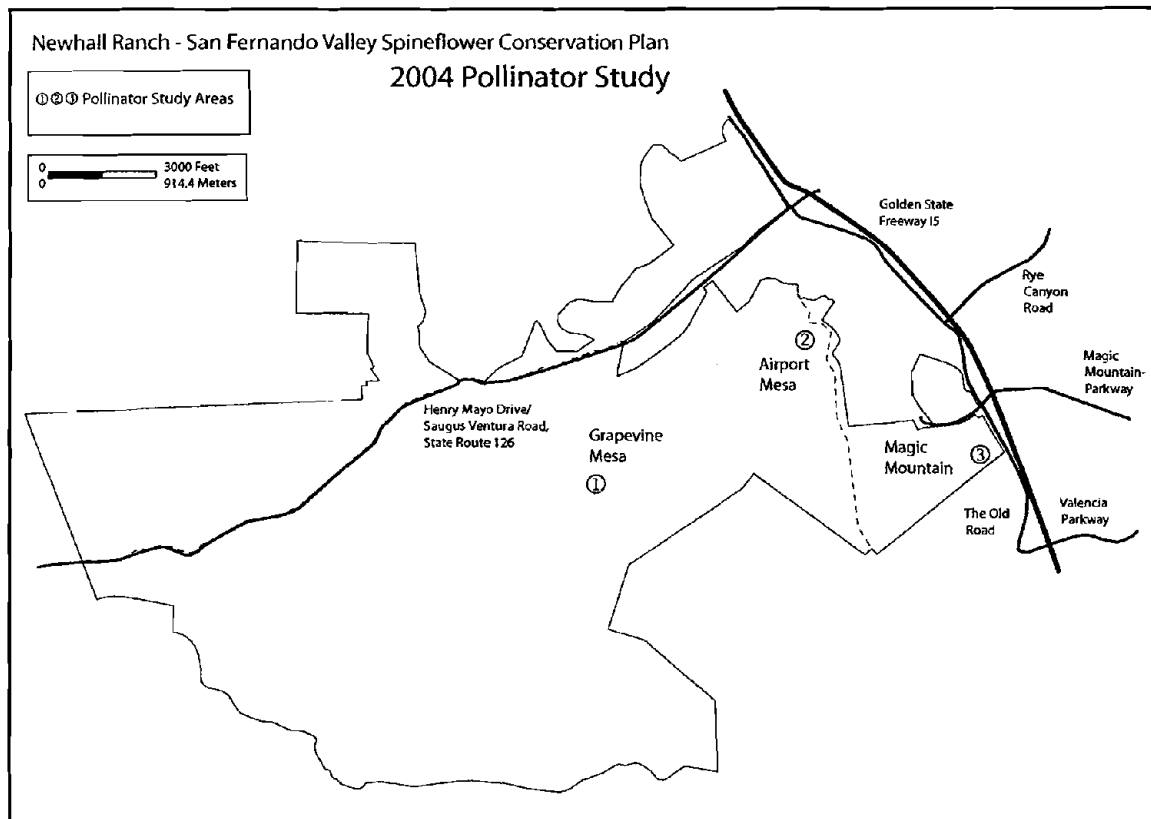 Newhall Ranch - San Fernando Valley Spineflower Conservation Plan
2004 Pollinator Study
①②③ Pollinator Study Areas
0 3000 Feet
0 914.4 Meters
Golden State
Freeway I5
Rye
Canyon
Road
②
Airport
Mesa
Magic
Mountain-
Parkway
Henry Mayo Drive/
Saugus Ventura Road,
State Route 126
Grapevine
Mesa
①
Magic
Mountain
③
The Old
Road
Valencia
Parkway